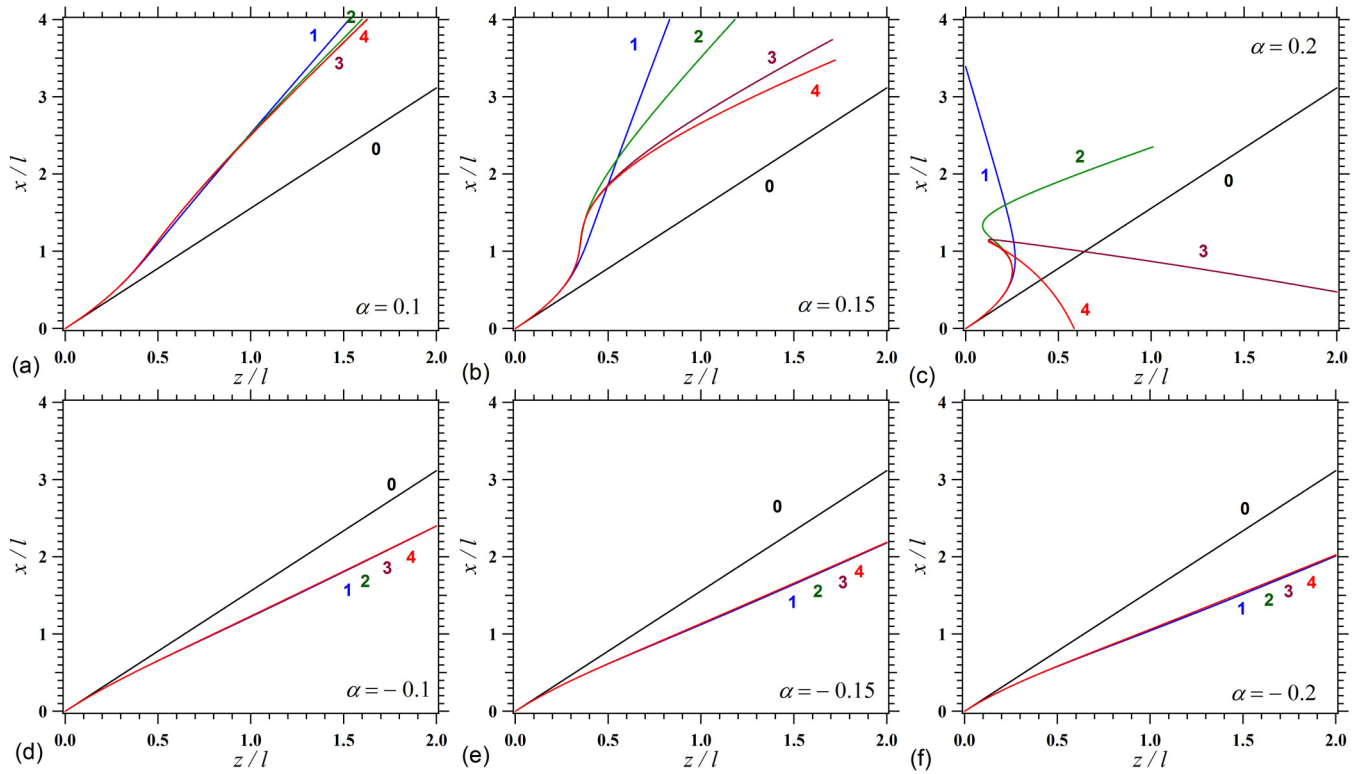 4
3
2
1
0
x / l
1
2
4
3
0
α = 0.1
0.0 0.5 1.0 1.5 2.0
z / l
(a)
4
3
2
1
0
x / l
1
2
3
4
0
α = 0.15
0.0 0.5 1.0 1.5 2.0
z / l
(b)
4
3
2
1
0
x / l
α = 0.2
2
1
0
3
4
0.0 0.5 1.0 1.5 2.0
z / l
(c)
4
3
2
1
0
x / l
0
1 2 3 4
α = − 0.1
0.0 0.5 1.0 1.5 2.0
z / l
(d)
4
3
2
1
0
x / l
0
1 2 3 4
α = − 0.15
0.0 0.5 1.0 1.5 2.0
z / l
(e)
4
3
2
1
0
x / l
0
1 2 3 4
α = − 0.2
0.0 0.5 1.0 1.5 2.0
z / l
(f)